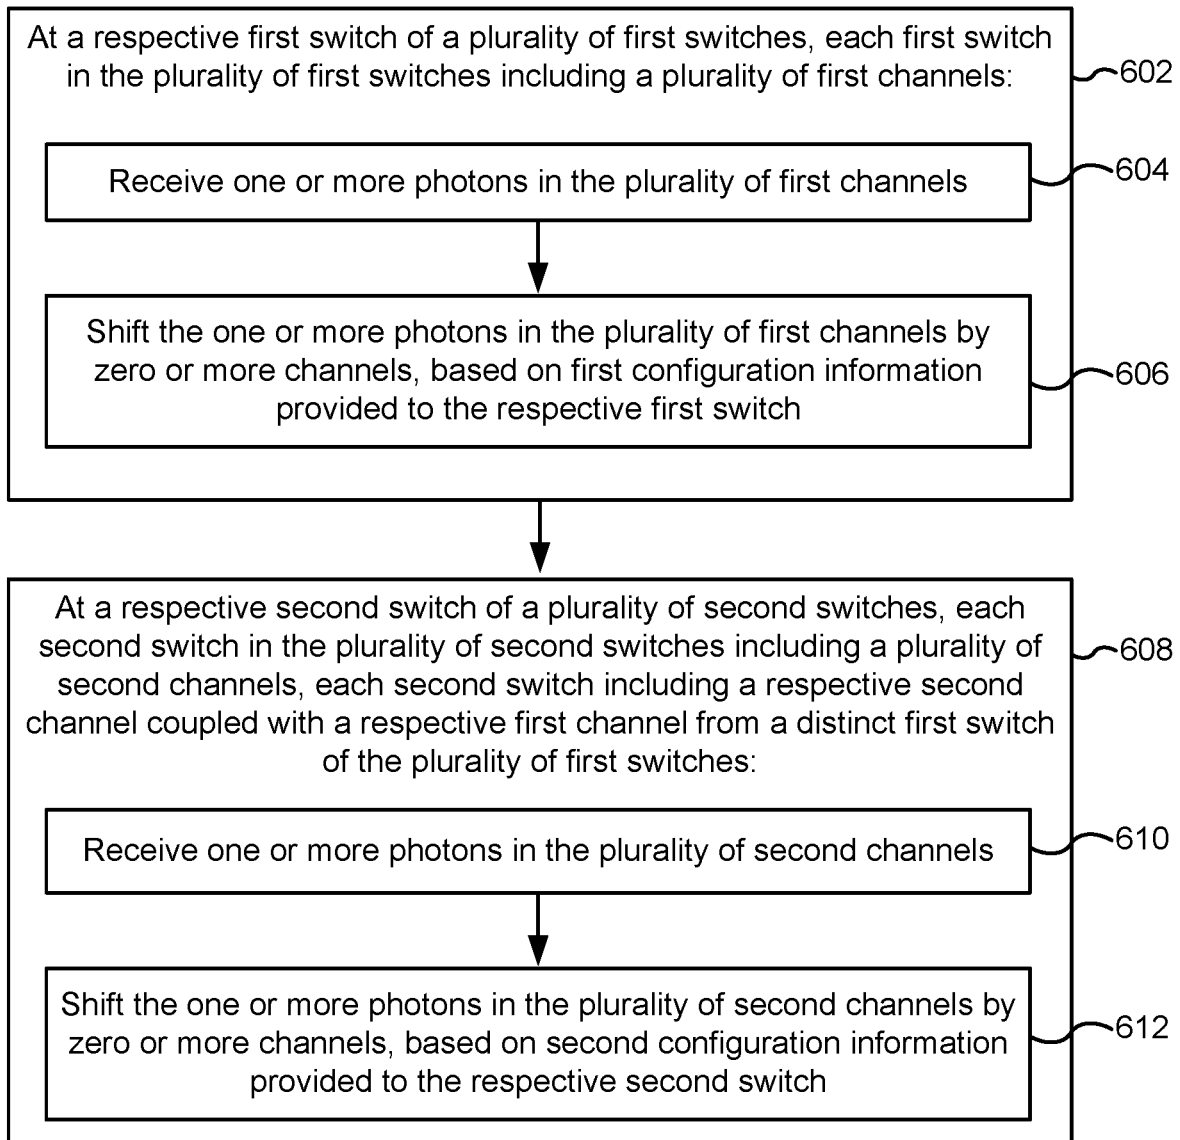 At a respective first switch of a plurality of first switches, each first switch
in the plurality of first switches including a plurality of first channels:
602
Receive one or more photons in the plurality of first channels
604
Shift the one or more photons in the plurality of first channels by
zero or more channels, based on first configuration information
provided to the respective first switch
606
At a respective second switch of a plurality of second switches, each
second switch in the plurality of second switches including a plurality of
second channels, each second switch including a respective second
channel coupled with a respective first channel from a distinct first switch
of the plurality of first switches:
608
Receive one or more photons in the plurality of second channels
610
Shift the one or more photons in the plurality of second channels by
zero or more channels, based on second configuration information
provided to the respective second switch
612